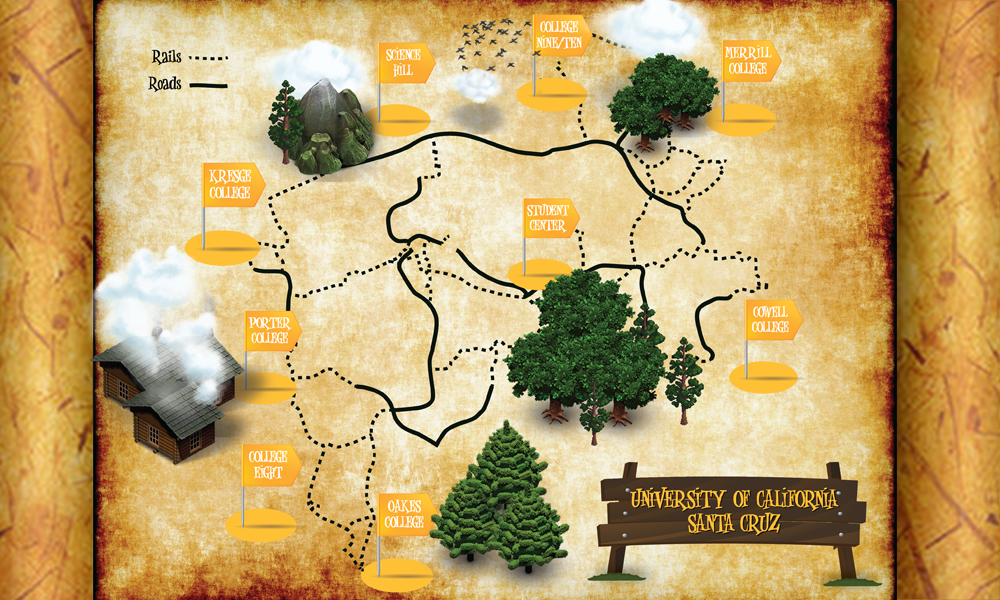 Rails
Roads
SCIENCE
HILL
COLLEGE
NINE/TEN
MERRILL
COLLEGE
KRESGE
COLLEGE
STUDENT
CENTER
PORTER
COLLEGE
COWELL
COLLEGE
COLLEGE
EIGHT
OAKES
COLLEGE
UNIVERSITY OF CALIFORNIA
SANTA CRUZ